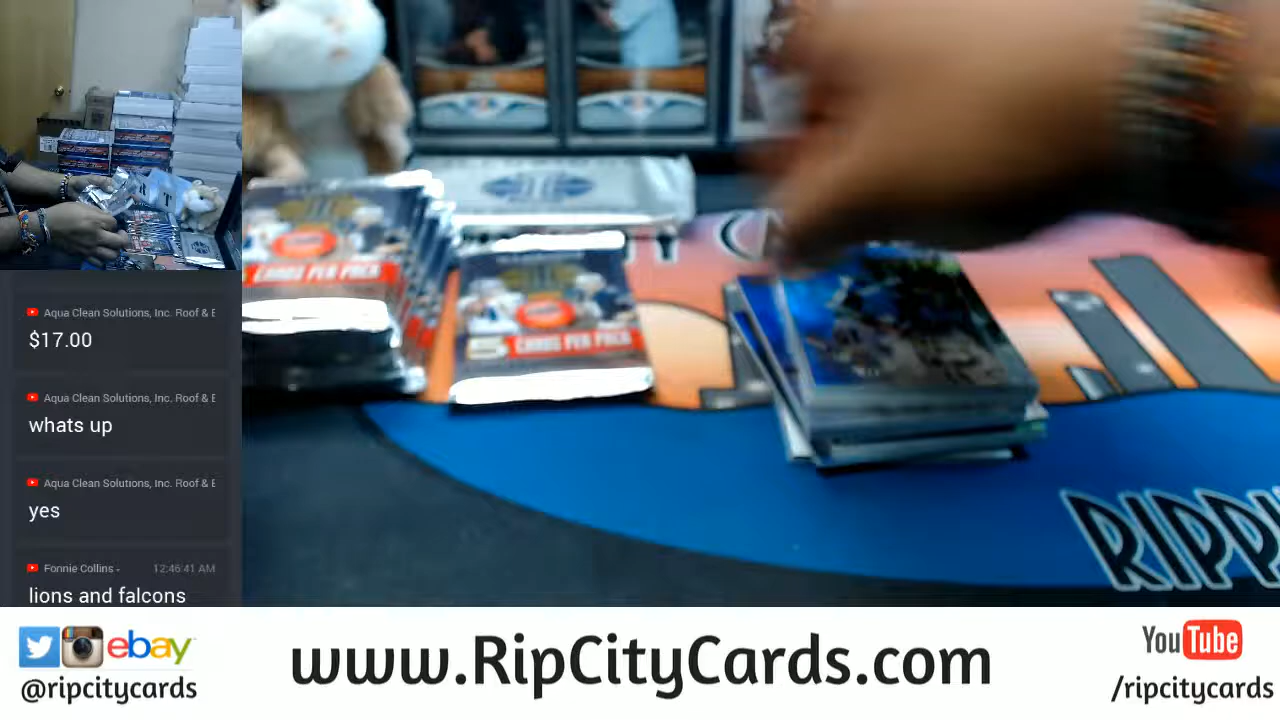 Aqua Clean Solutions, Inc. Roof & E
$17.00
Aqua Clean Solutions, Inc. Roof & E
whats up
Aqua Clean Solutions, Inc. Roof & E
yes
Fonnie Collins - 12:46:41 AM
lions and falcons
CARDS PER PACK
5 CARDS PER PACK
RIPPI
ebay
@ripcitycards
www.RipCityCards.com
YouTube
/ripcitycards